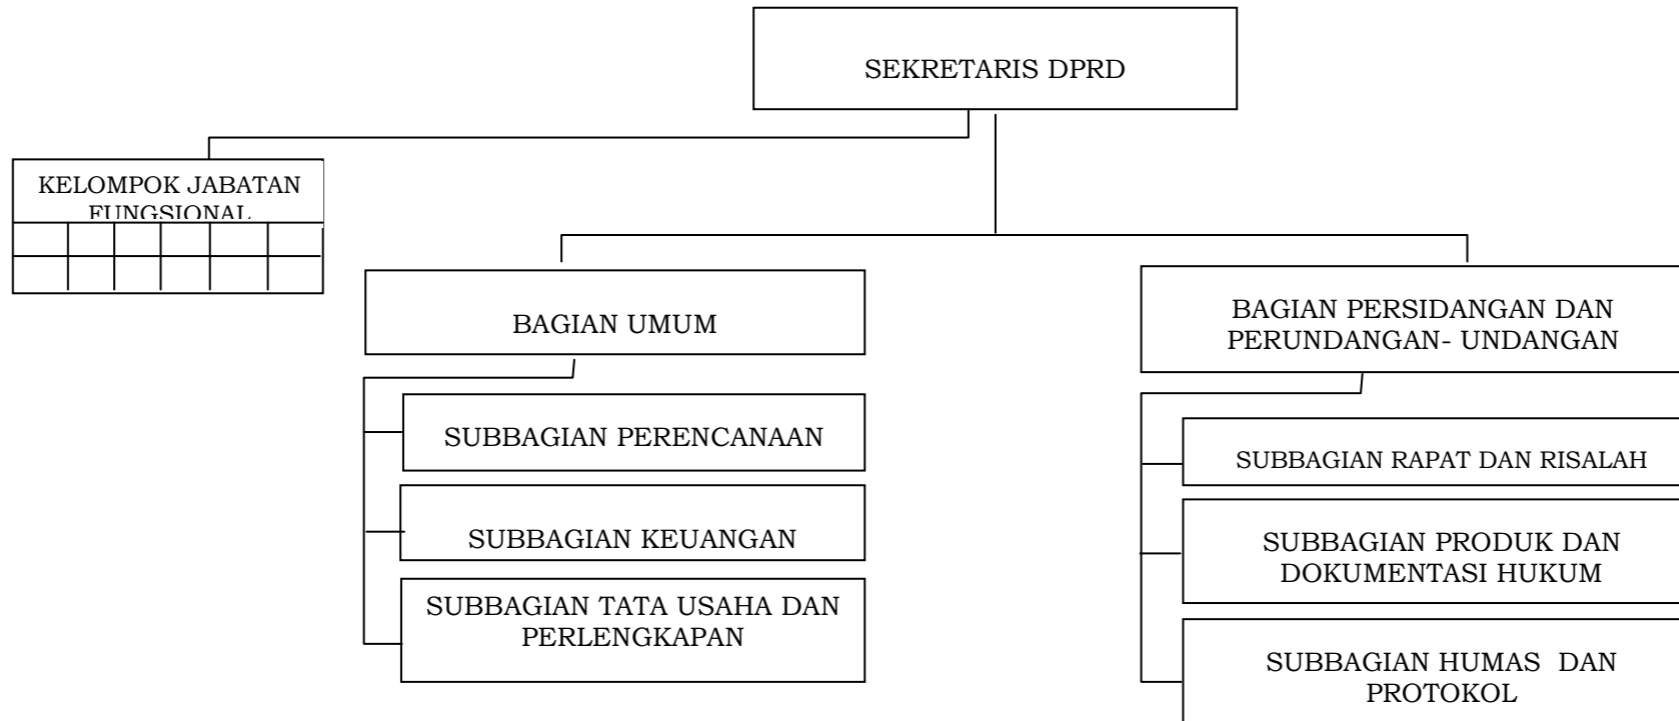 SEKRETARIS DPRD
KELOMPOK JABATAN
FUNGSIONAL
BAGIAN UMUM
SUBBAGIAN PERENCANAAN
SUBBAGIAN KEUANGAN
SUBBAGIAN TATA USAHA DAN
PERLENGKAPAN
BAGIAN PERSIDANGAN DAN
PERUNDANGAN- UNDANGAN
SUBBAGIAN RAPAT DAN RISALAH
SUBBAGIAN PRODUK DAN
DOKUMENTASI HUKUM
SUBBAGIAN HUMAS  DAN
PROTOKOL